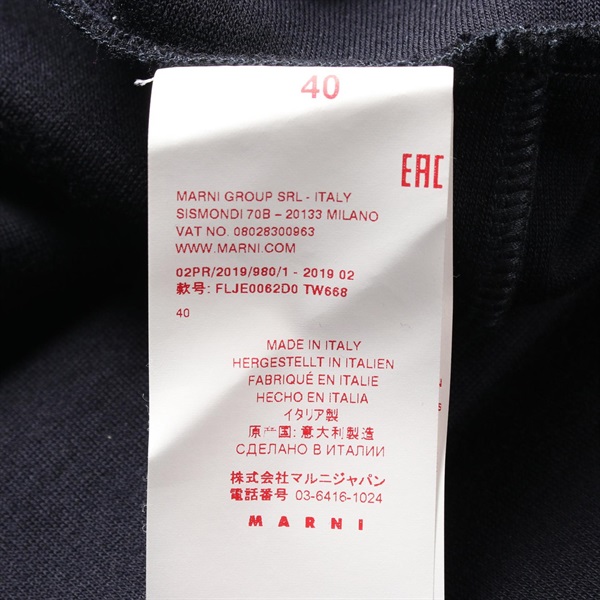 40
EAC
MARNI GROUP SRL - ITALY
SISMONDI 70B – 20133 MILANO
VAT NO. 08028300963
WWW.MARNI.COM
02PR/2019/980/1 - 2019 02
款号: FLJE0062D0 TW668
40
MADE IN ITALY
HERGESTELLT IN ITALIEN
FABRIQUÉ EN ITALIE
HECHO EN ITALIA
イタリア製
原产国: 意大利製造
СДЕЛАНО В ИТАЛИИ
株式会社マルニジャパン
電話番号 03-6416-1024
MARNI